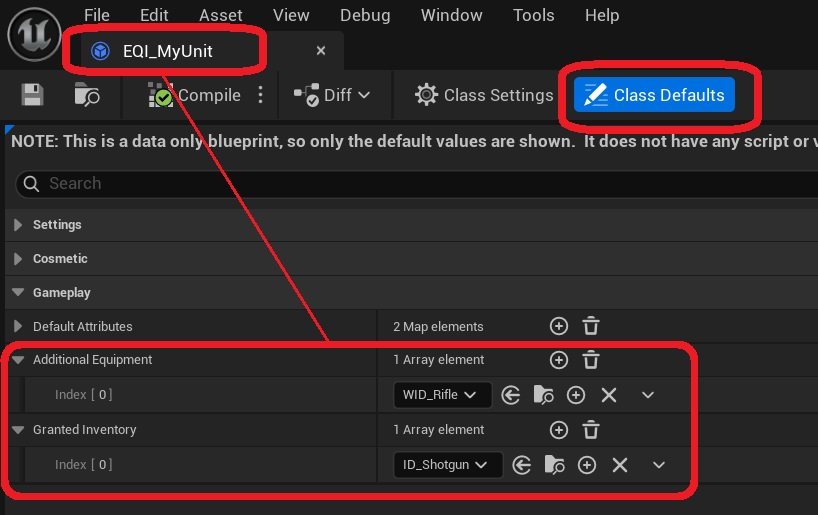 File Edit Asset View Debug Window Tools Help
EQI_MyUnit
Compile Diff Class Settings Class Defaults
NOTE: This is a data only blueprint, so only the default values are shown. It does not have any script or
Search
Settings
Cosmetic
Gameplay
Default Attributes 2 Map elements
Additional Equipment 1 Array element
Index [ 0 ] WID_Rifle
Granted Inventory 1 Array element
Index [ 0 ] ID_Shotgun